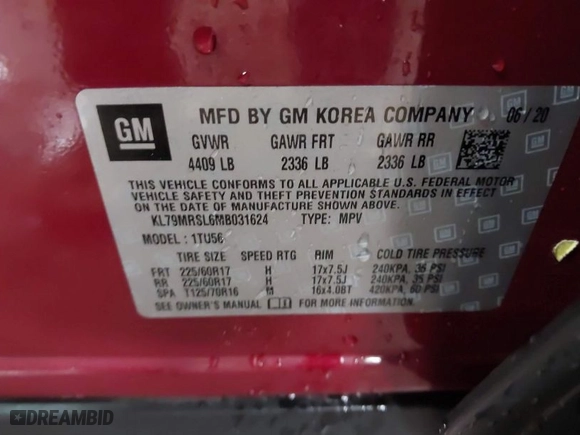 GM
MFD BY GM KOREA COMPANY 06/20
GVWR GAWR FRT GAWR RR
4409 LB 2336 LB 2336 LB
THIS VEHICLE CONFORMS TO ALL APPLICABLE U.S. FEDERAL MOTOR
VEHICLE SAFETY AND THEFT PREVENTION STANDARDS IN EFFECT ON
THE DATE OF MANUFACTURE SHOWN ABOVE.
KL79MRSL6MB031624 TYPE: MPV
MODEL : 1TU56
TIRE SIZE SPEED RTG RIM COLD TIRE PRESSURE
FRT 225/60R17 H 17x7.5J 240KPA, 35 PSI
RR 225/60R17 H 17x7.5J 240KPA, 35 PSI
SPA T125/70R16 M 16x4.0BT 420KPA, 60 PSI
SEE OWNER'S MANUAL FOR MORE INFORMATION.
DREAMBID